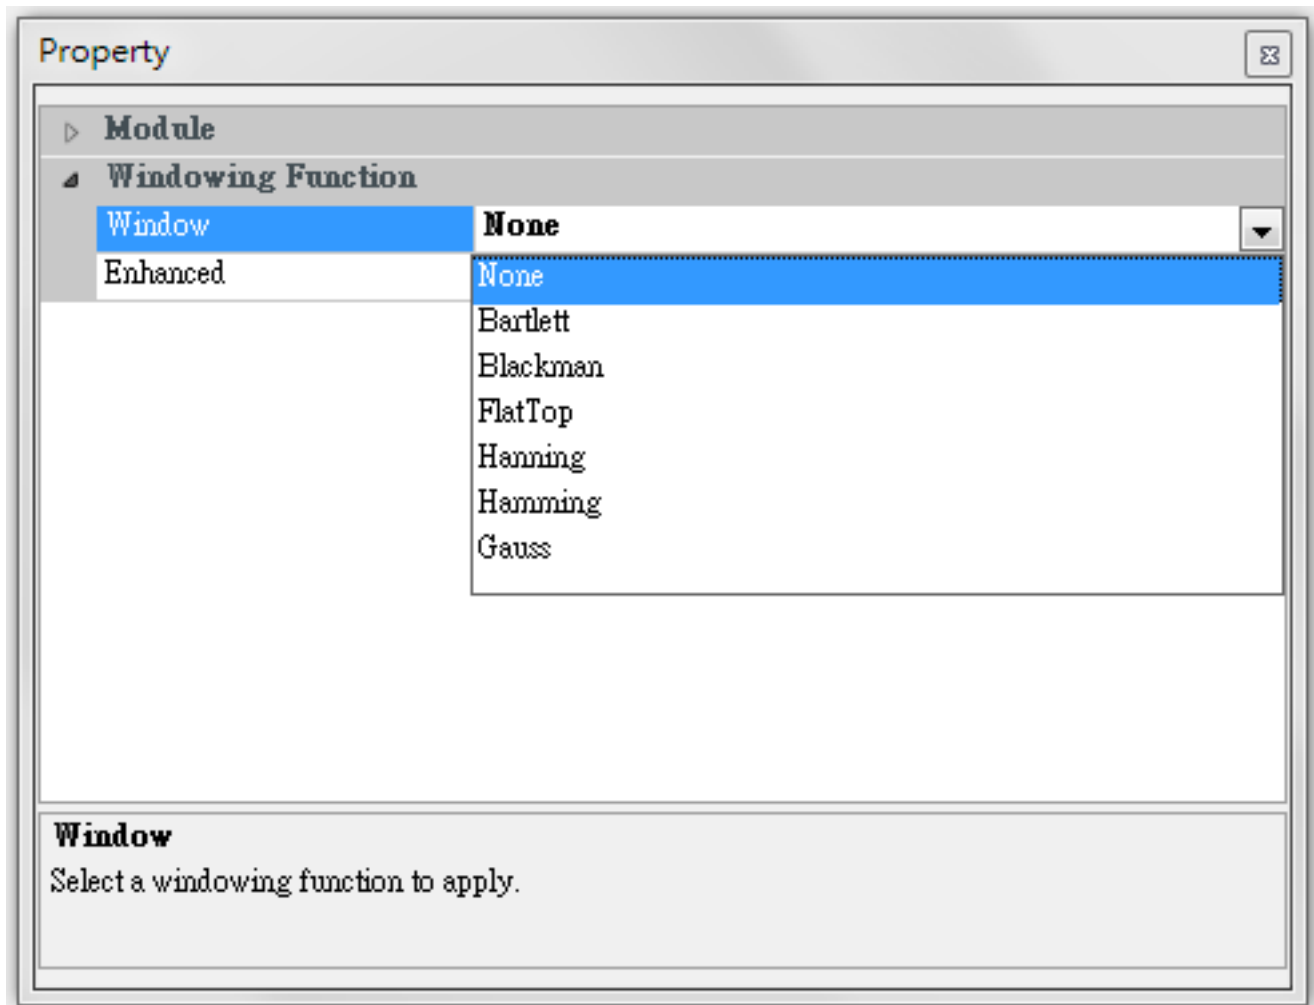 Property
Module
Windowing Function
Window None
Enhanced
None
Bartlett
Blackman
FlatTop
Hanning
Hamming
Gauss
Window
Select a windowing function to apply.